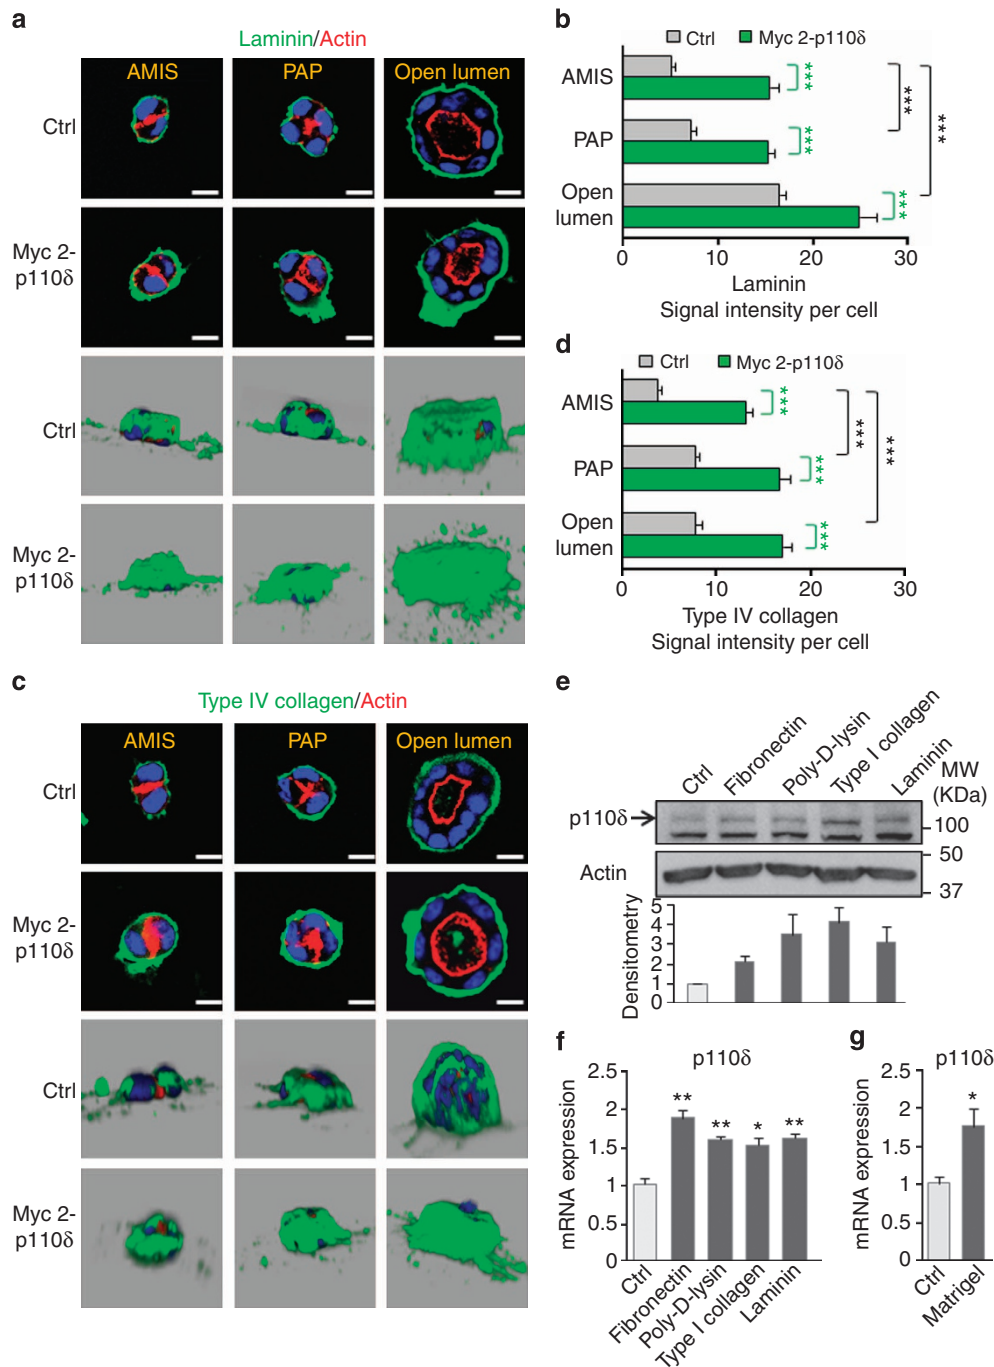 a
Laminin/Actin
AMIS PAP Open lumen
Ctrl
Myc 2-
p110δ
Ctrl
Myc 2-
p110δ
b
Ctrl Myc 2-p110δ
AMIS
PAP
Open
lumen
***
***
***
***
***
0 10 20 30
Laminin
Signal intensity per cell
d
Ctrl Myc 2-p110δ
AMIS
PAP
Open
lumen
***
***
***
***
***
0 10 20 30
Type IV collagen
Signal intensity per cell
c
Type IV collagen/Actin
AMIS PAP Open lumen
Ctrl
Myc 2-
p110δ
Ctrl
Myc 2-
p110δ
e
Ctrl Fibronectin Poly-D-lysin Type I collagen Laminin
MW
(KDa)
p110δ
100
Actin
50
37
Densitometry
5
4
3
2
1
0
f
p110δ
mRNA expression
2.5
2
1.5
1
0.5
0
** ** * **
Ctrl Fibronectin Poly-D-lysin Type I collagen Laminin
g
p110δ
mRNA expression
2.5
2
1.5
1
0.5
0
*
Ctrl Matrigel